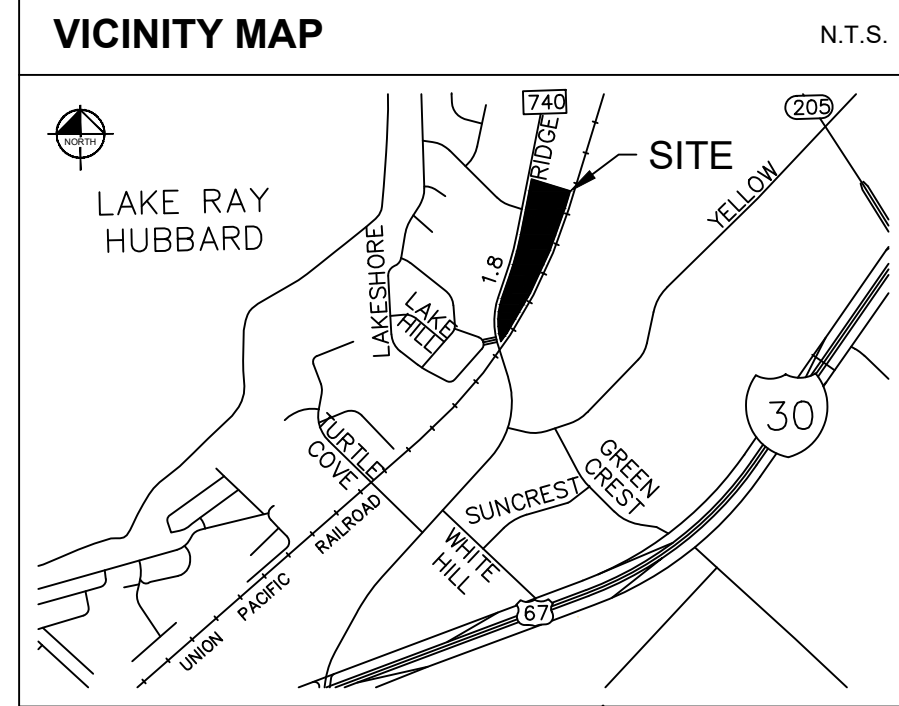 VICINITY MAP
N.T.S.
NORTH
740
205
RIDGE
SITE
LAKE RAY
HUBBARD
YELLOW
LAKESHORE
1.8
LAKE
HILL
30
TURTLE
COVE
GREEN
CREST
SUNCREST
RAILROAD
WHITE
HILL
PACIFIC
67
UNION